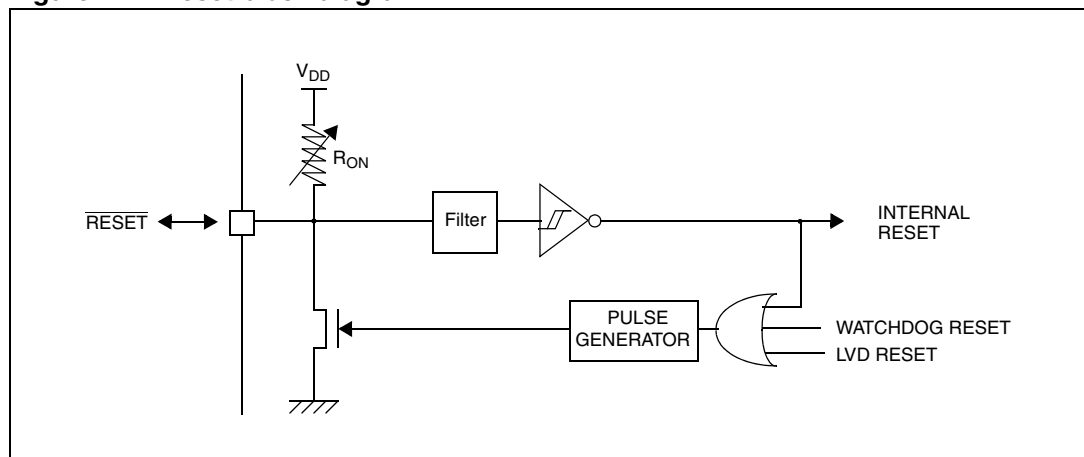 V_DD
R_ON
RESET
Filter
INTERNAL
RESET
PULSE
GENERATOR
WATCHDOG RESET
LVD RESET